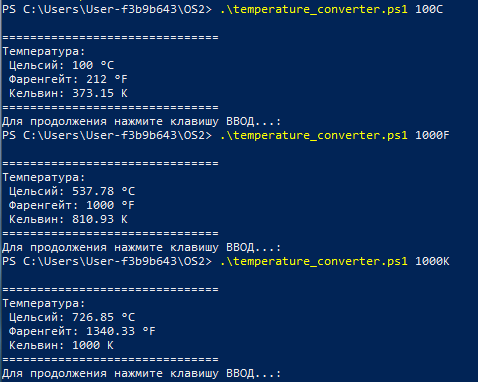 PS C:\Users\User-f3b9b643\OS2> .\temperature_converter.ps1 100C
===============================
Температура:
Цельсий: 100 °C
Фаренгейт: 212 °F
Кельвин: 373.15 K
===============================
Для продолжения нажмите клавишу ВВОД...:
PS C:\Users\User-f3b9b643\OS2> .\temperature_converter.ps1 1000F
===============================
Температура:
Цельсий: 537.78 °C
Фаренгейт: 1000 °F
Кельвин: 810.93 K
===============================
Для продолжения нажмите клавишу ВВОД...:
PS C:\Users\User-f3b9b643\OS2> .\temperature_converter.ps1 1000K
===============================
Температура:
Цельсий: 726.85 °C
Фаренгейт: 1340.33 °F
Кельвин: 1000 K
===============================
Для продолжения нажмите клавишу ВВОД...: